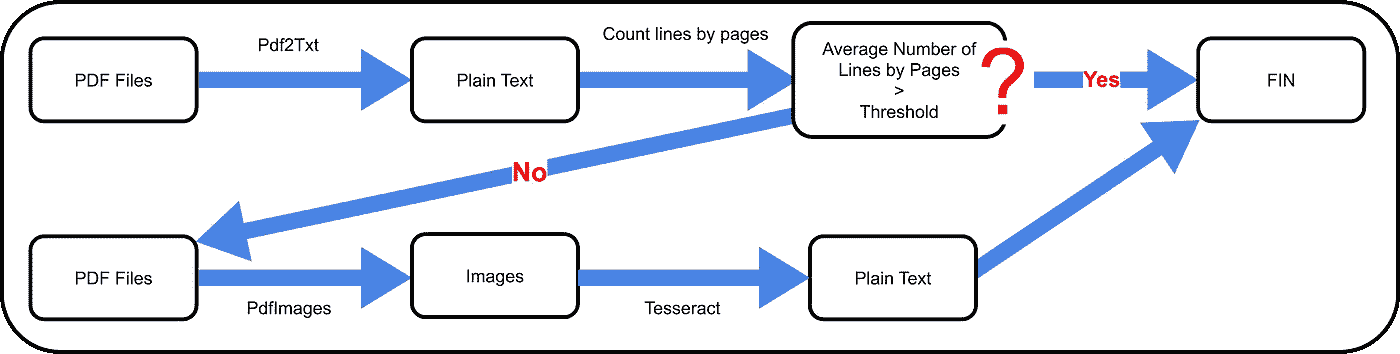 PDF Files
Pdf2Txt
Plain Text
Count lines by pages
Average Number of
Lines by Pages
>
Threshold
?
Yes
FIN
No
PDF Files
PdfImages
Images
Tesseract
Plain Text